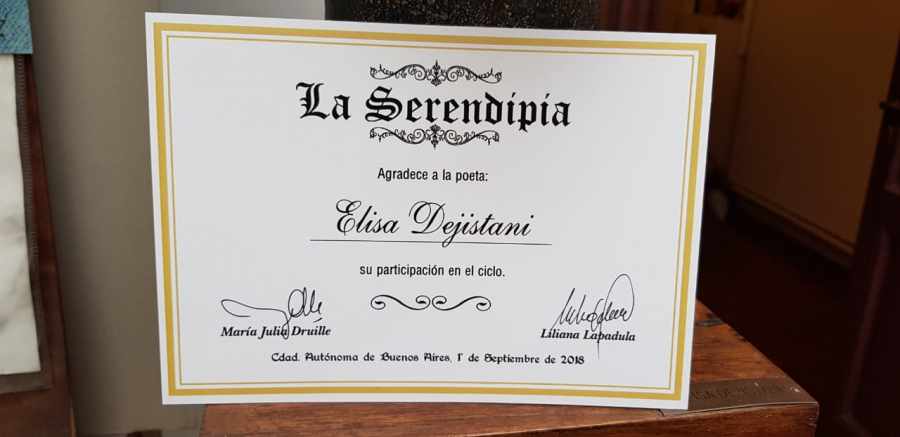 La Serendipia
Agradece a la poeta:
Elisa Dejistani
su participación en el ciclo.
María Julia Druille
Liliana Lapadula
Cdad. Autónoma de Buenos Aires, 1° de Septiembre de 2018